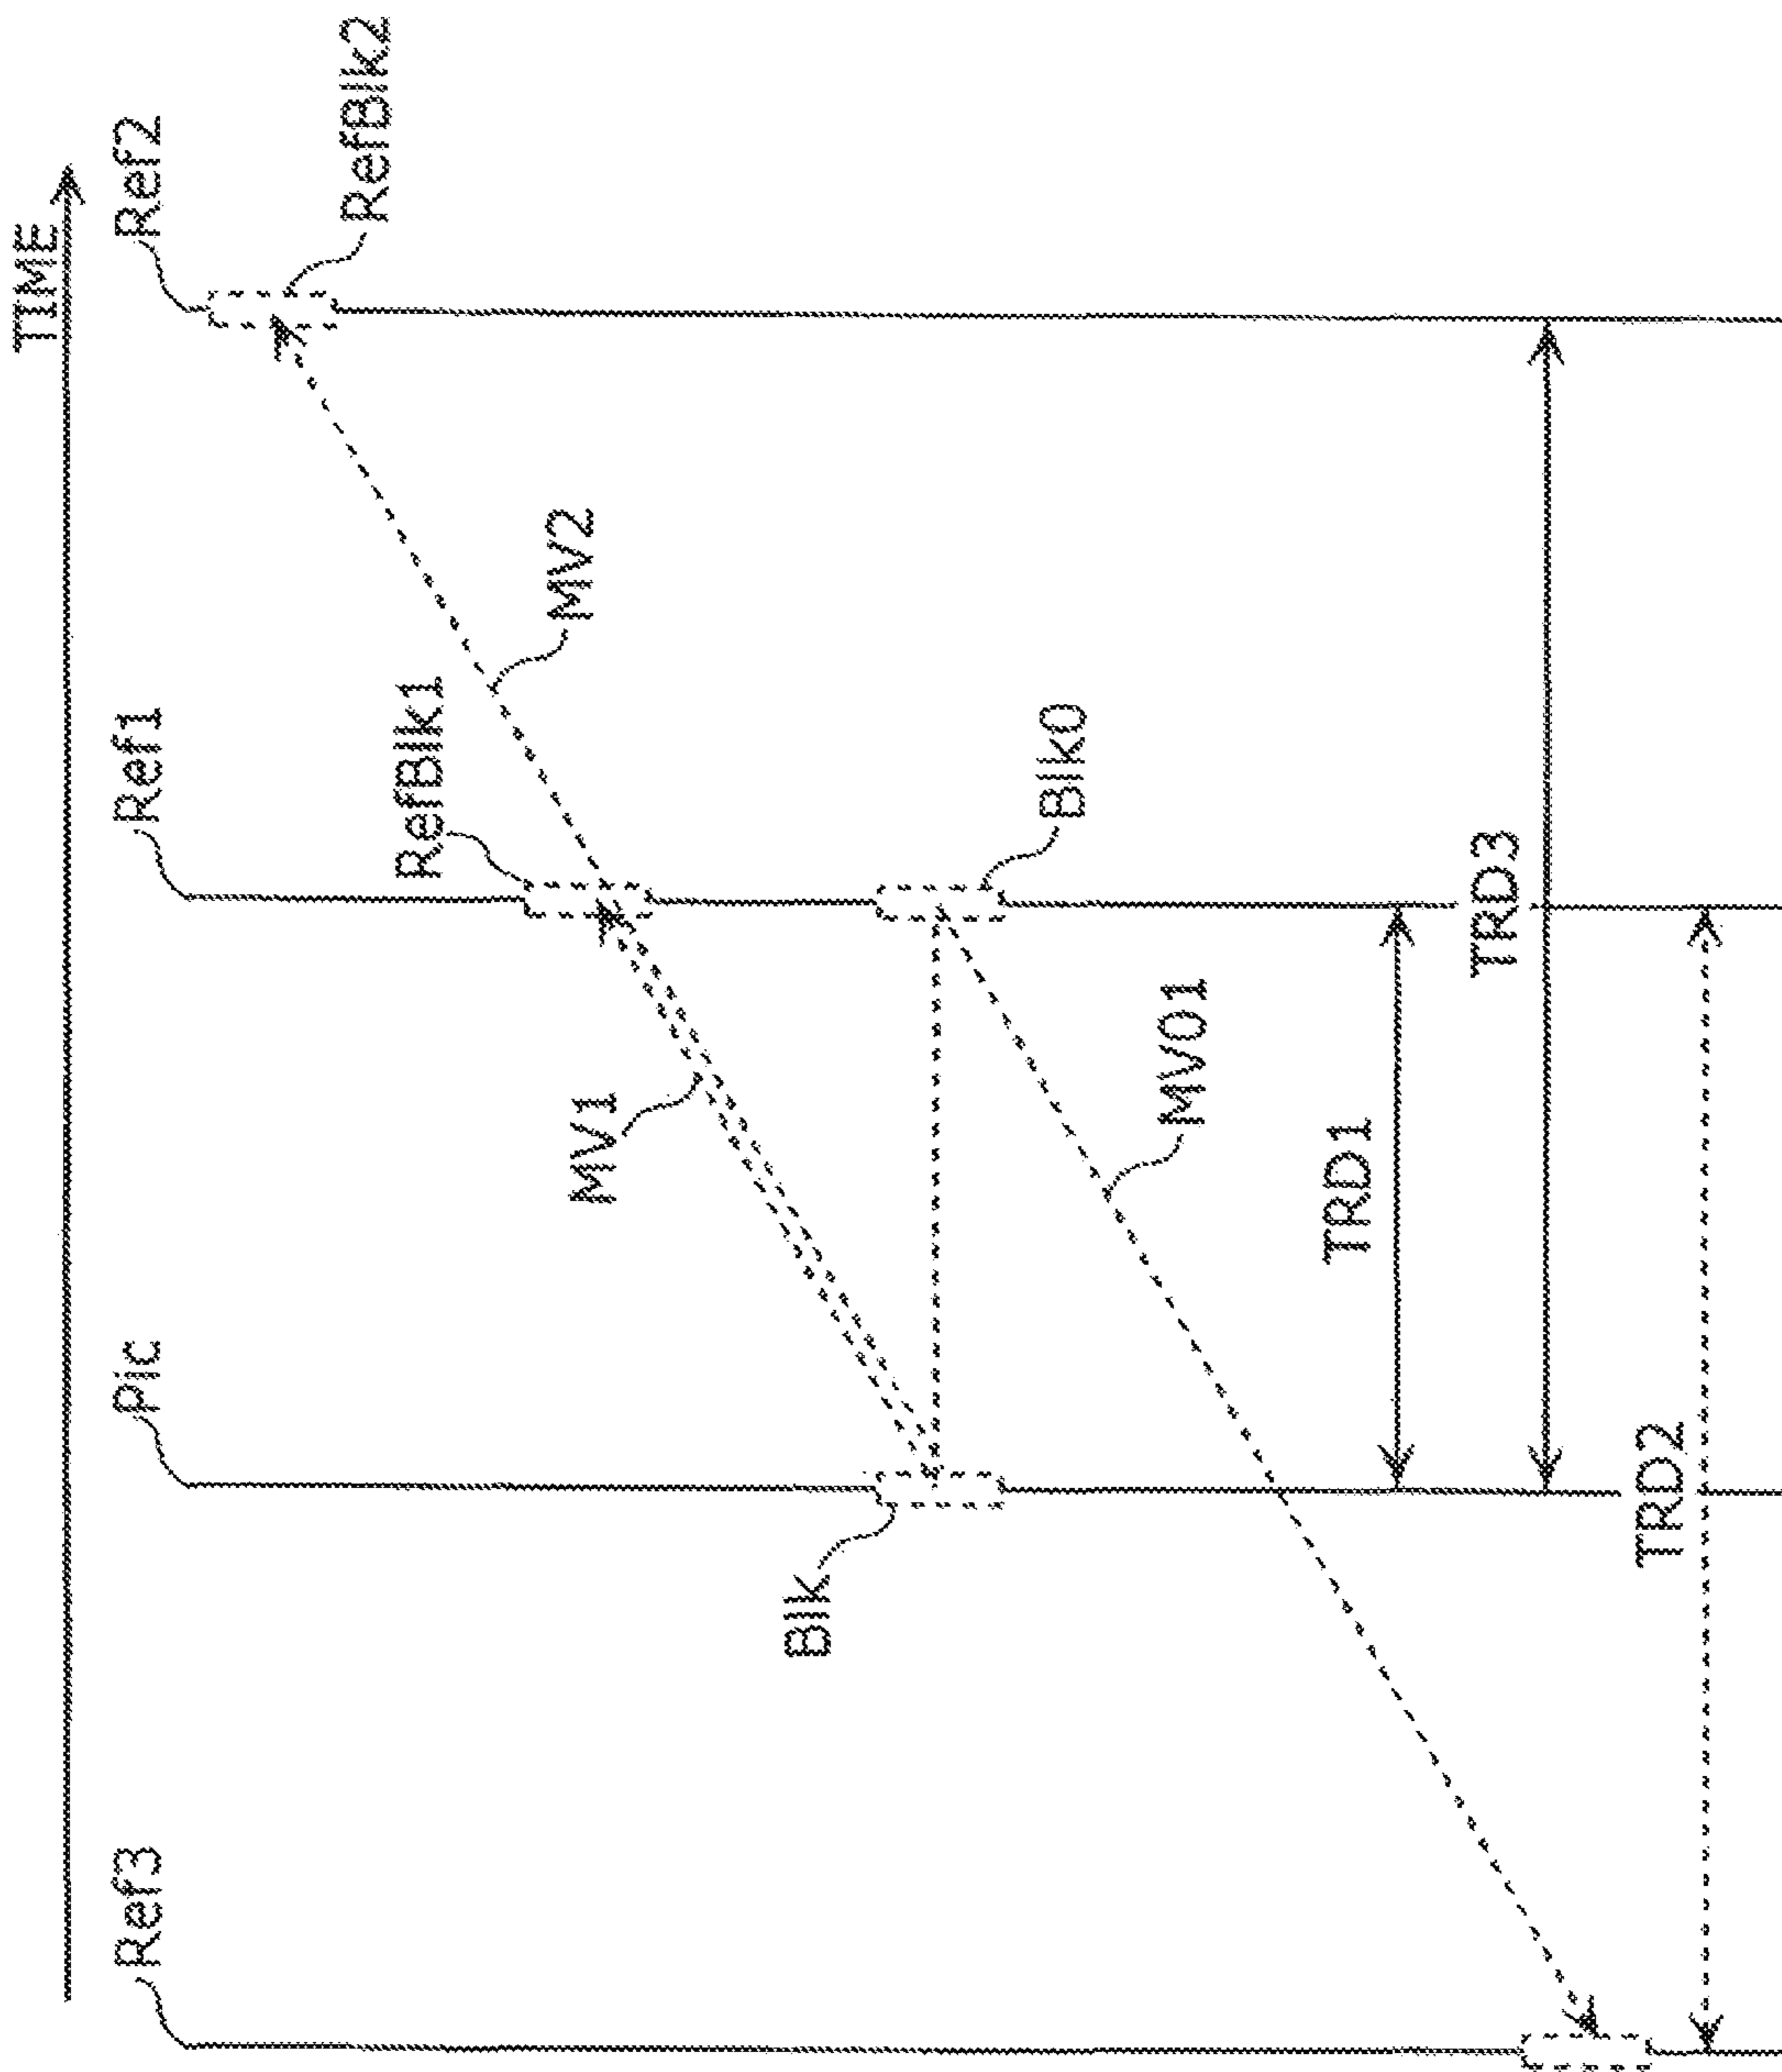 TIME
Ref3
Pic
Ref1
Ref2
RefBlk2
RefBlk1
MV2
MV1
Blk
Blk0
MV01
TRD1
TRD3
TRD2